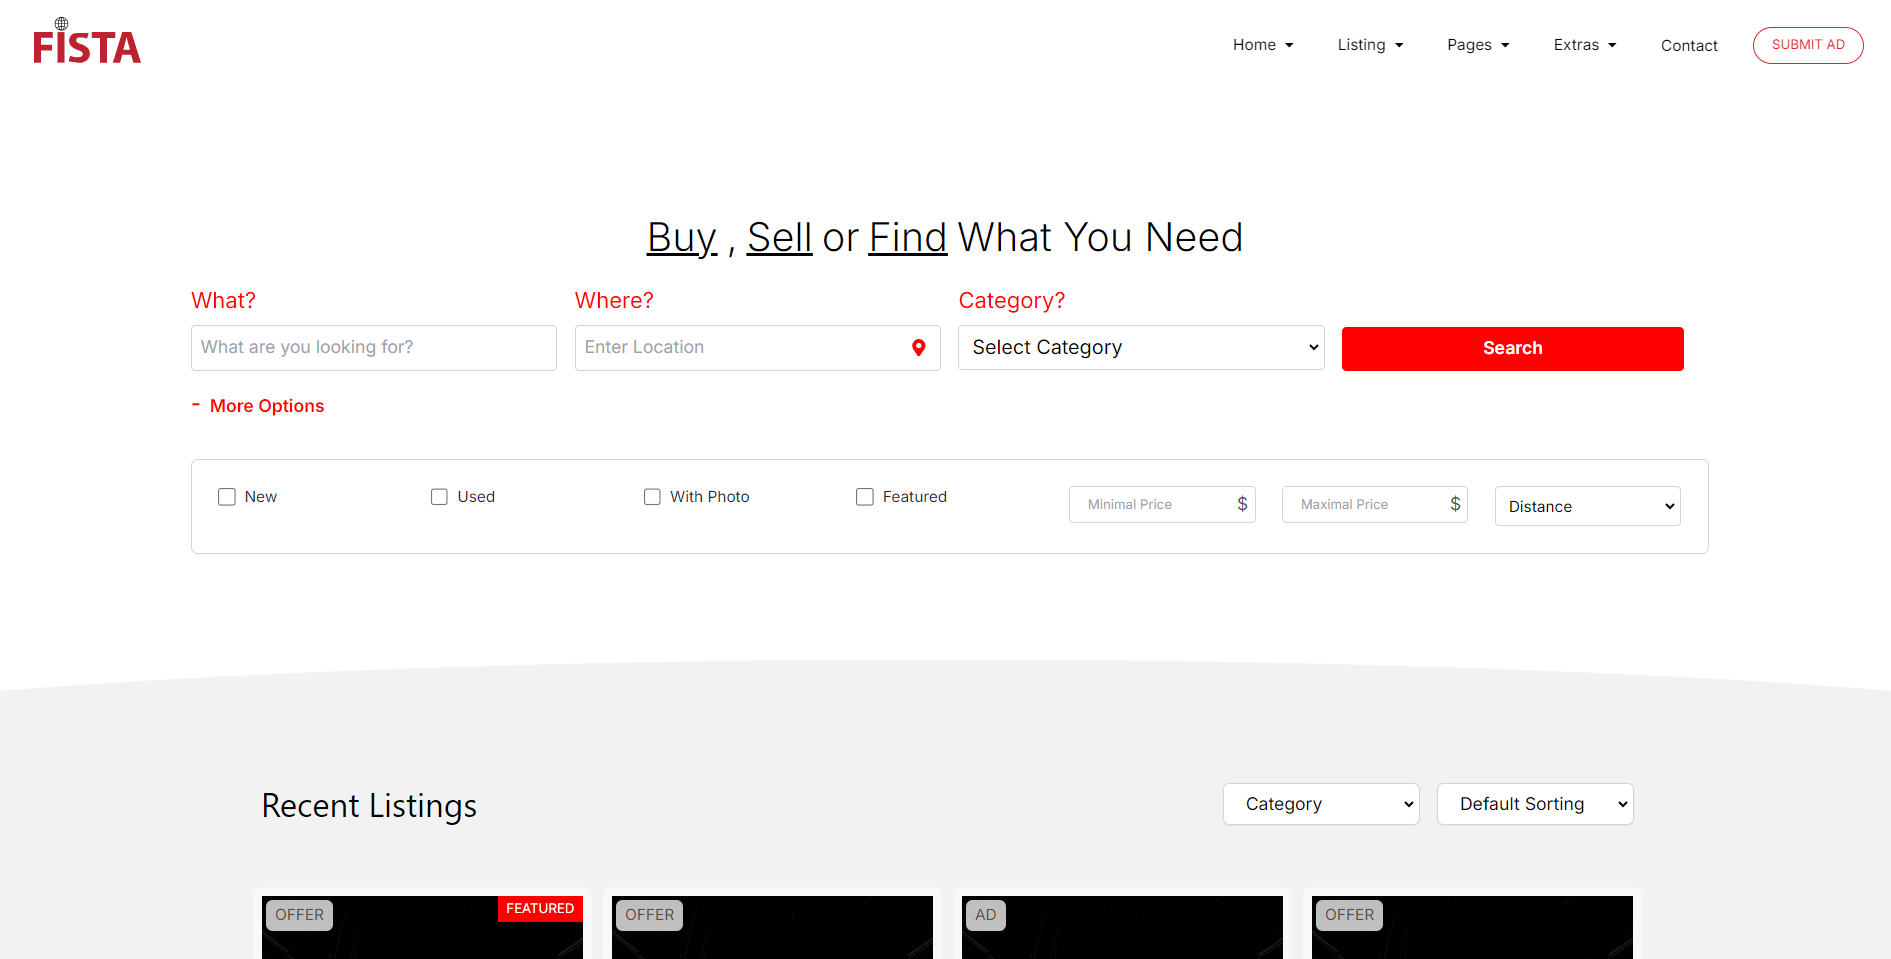 FISTA
Home Listing Pages Extras Contact SUBMIT AD
Buy , Sell or Find What You Need
What? Where? Category?
What are you looking for? Enter Location Select Category Search
- More Options
New Used With Photo Featured Minimal Price $ Maximal Price $ Distance
Recent Listings Category Default Sorting
OFFER FEATURED OFFER AD OFFER